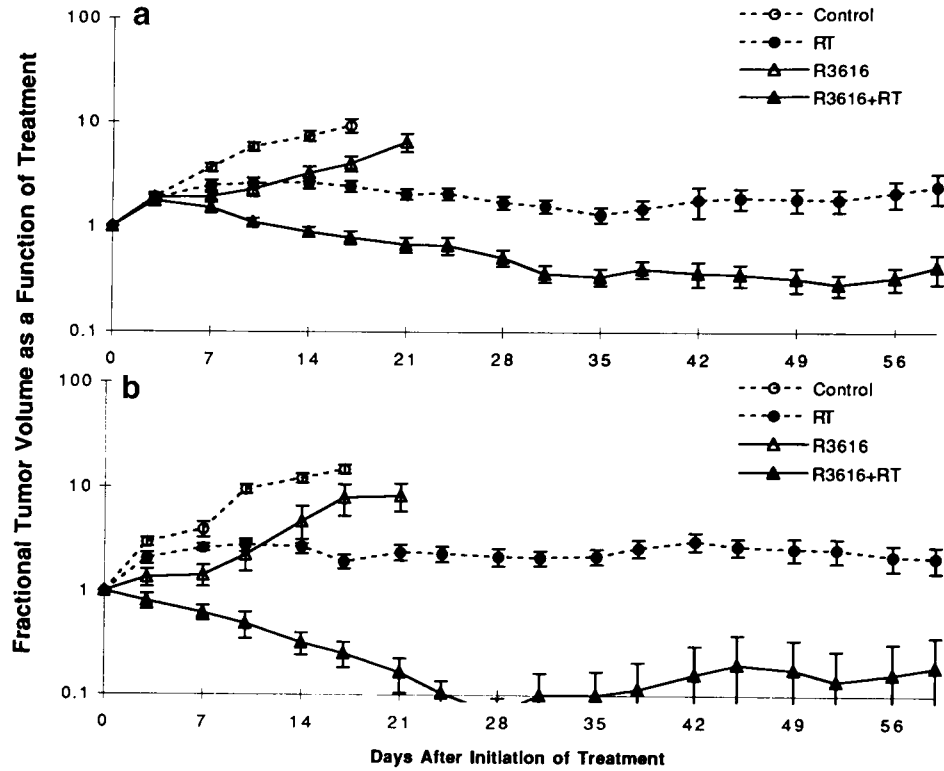 Fractional Tumor Volume as a Function of Treatment
a
100
10
1
0.1
0 7 14 21 28 35 42 49 56
Control
RT
R3616
R3616+RT
b
100
10
1
0.1
0 7 14 21 28 35 42 49 56
Control
RT
R3616
R3616+RT
Days After Initiation of Treatment